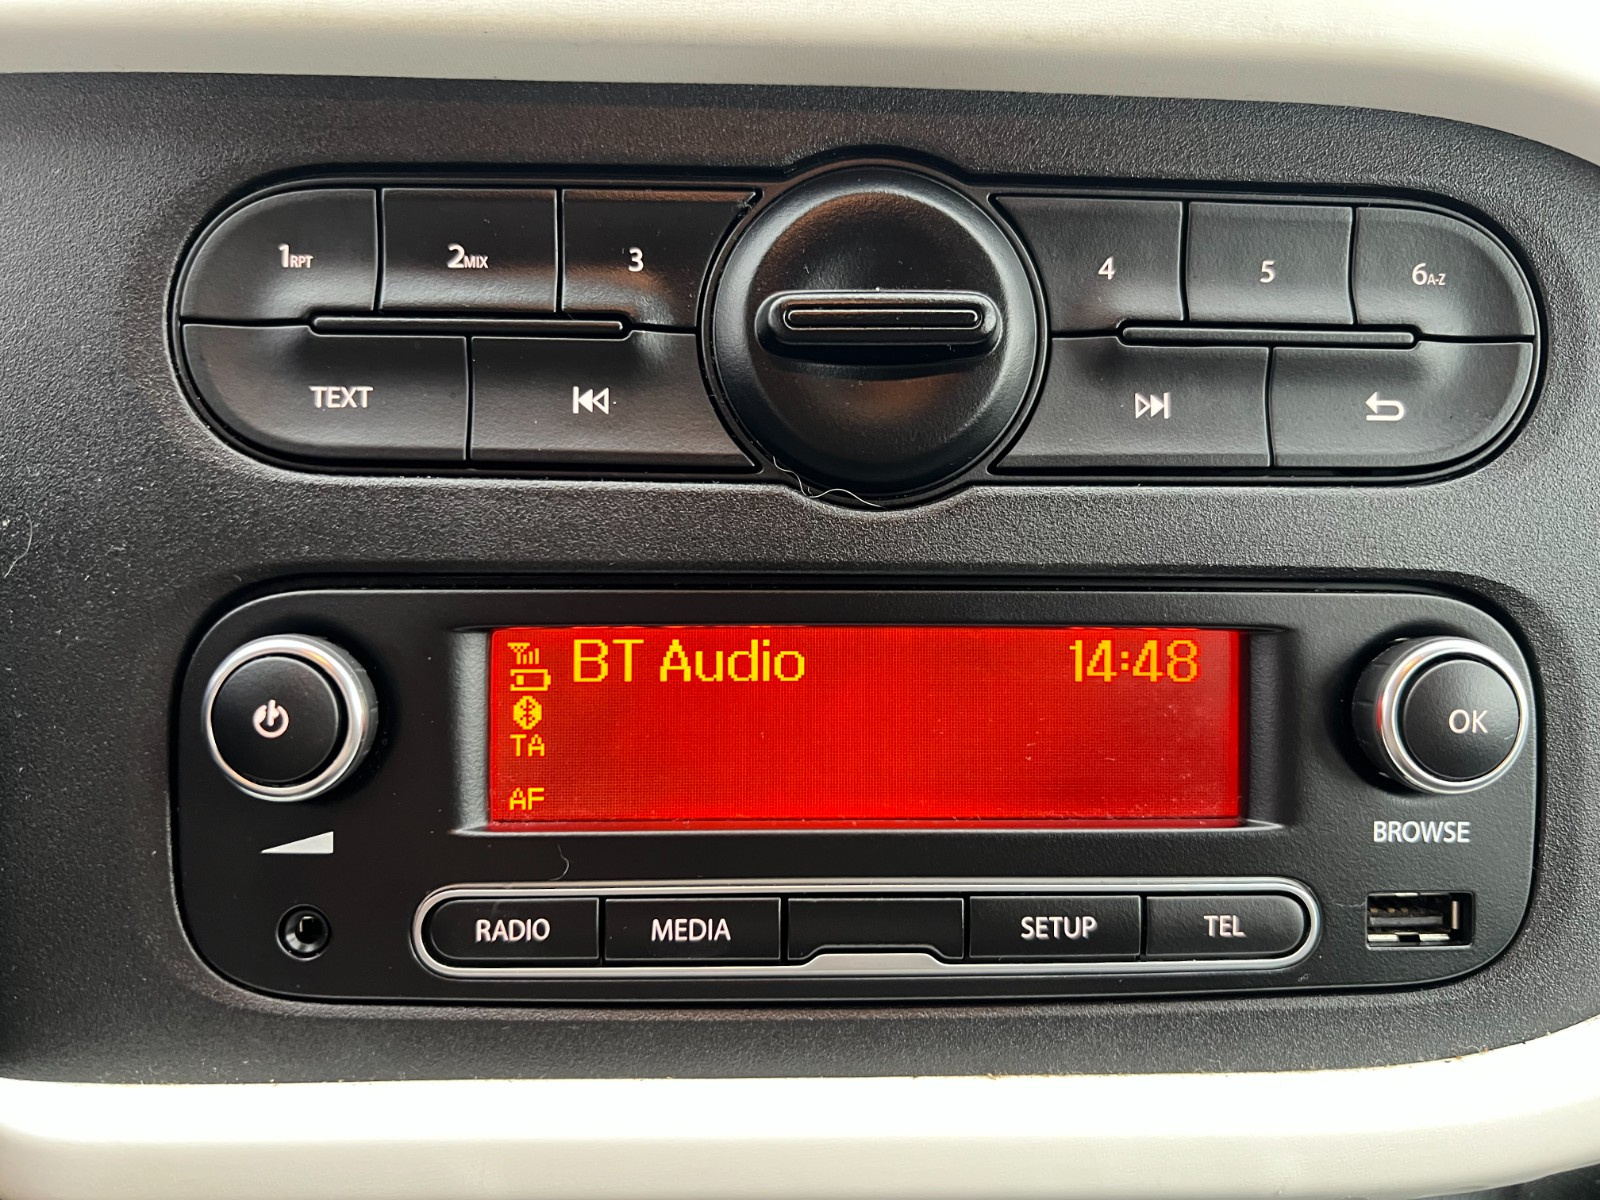 1RPT 2MIX 3 4 5 6A-Z
TEXT
BT Audio 14:48
TA
AF
OK
BROWSE
RADIO MEDIA SETUP TEL